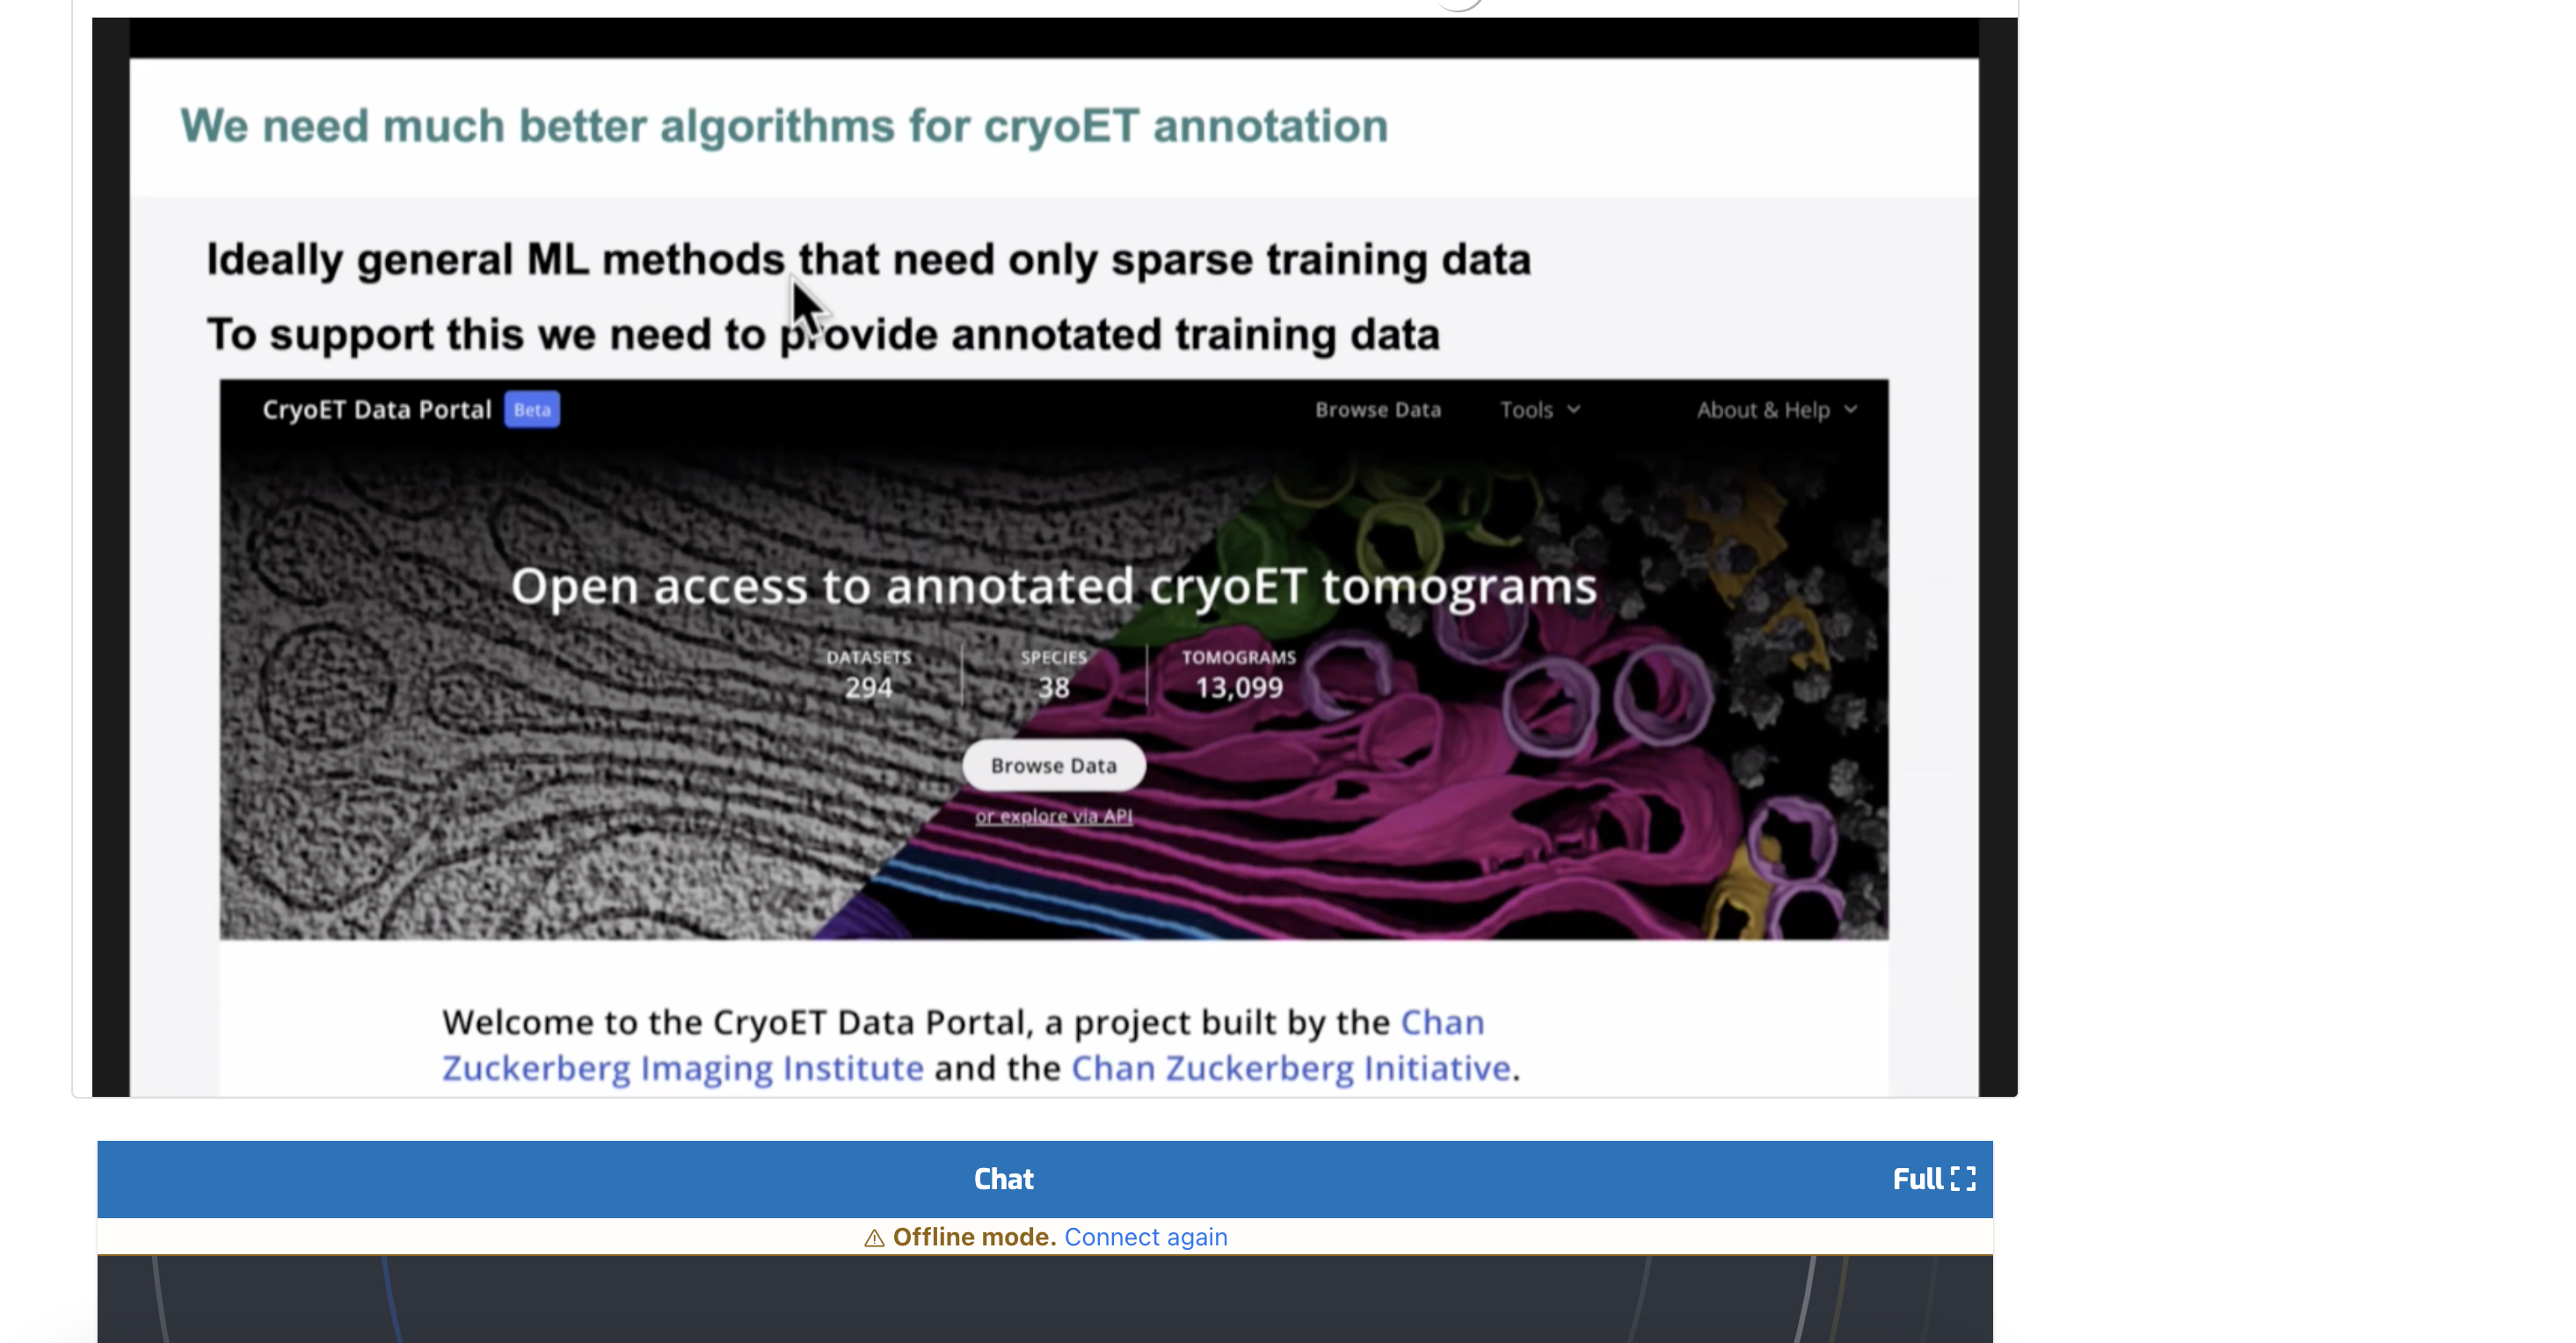 We need much better algorithms for cryoET annotation
Ideally general ML methods that need only sparse training data
To support this we need to provide annotated training data
CryoET Data Portal Beta Browse Data Tools About & Help
Open access to annotated cryoET tomograms
DATASETS SPECIES TOMOGRAMS
294 38 13,099
Browse Data
or explore via API
Welcome to the CryoET Data Portal, a project built by the Chan
Zuckerberg Imaging Institute and the Chan Zuckerberg Initiative.
Chat Full
Offline mode. Connect again